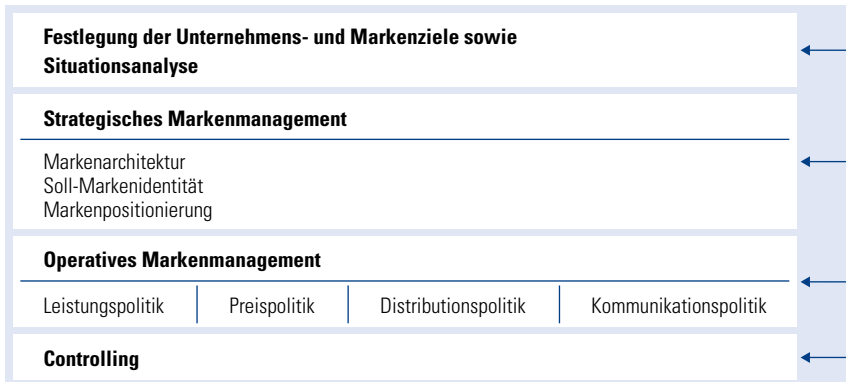 Festlegung der Unternehmens- und Markenziele sowie
Situationsanalyse
Strategisches Markenmanagement
Markenarchitektur
Soll-Markenidentität
Markenpositionierung
Operatives Markenmanagement
Leistungspolitik Preispolitik Distributionspolitik Kommunikationspolitik
Controlling